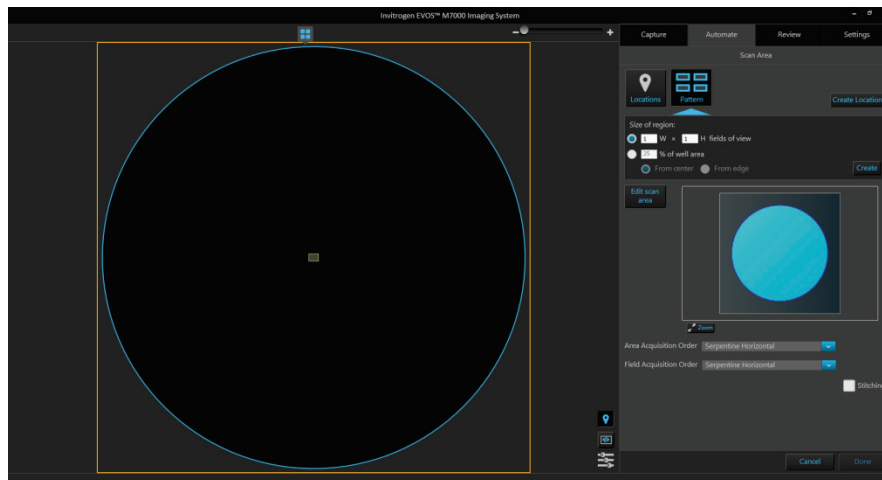 Invitrogen EVOS™ M7000 Imaging System
Capture Automate Review Settings
Scan Area
Locations Pattern Create Location
Size of region:
1 W × 1 H fields of view
25 % of well area
From center From edge Create
Edit scan
area
Zoom
Area Acquisition Order Serpentine Horizontal
Field Acquisition Order Serpentine Horizontal
Stitchin
Cancel Done